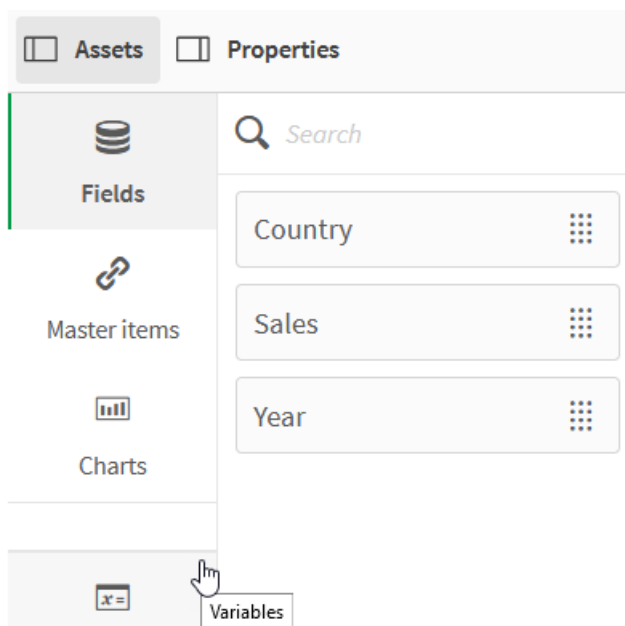 Assets
Properties
Fields
Search
Country
Master items
Sales
Year
Charts
x=
Variables